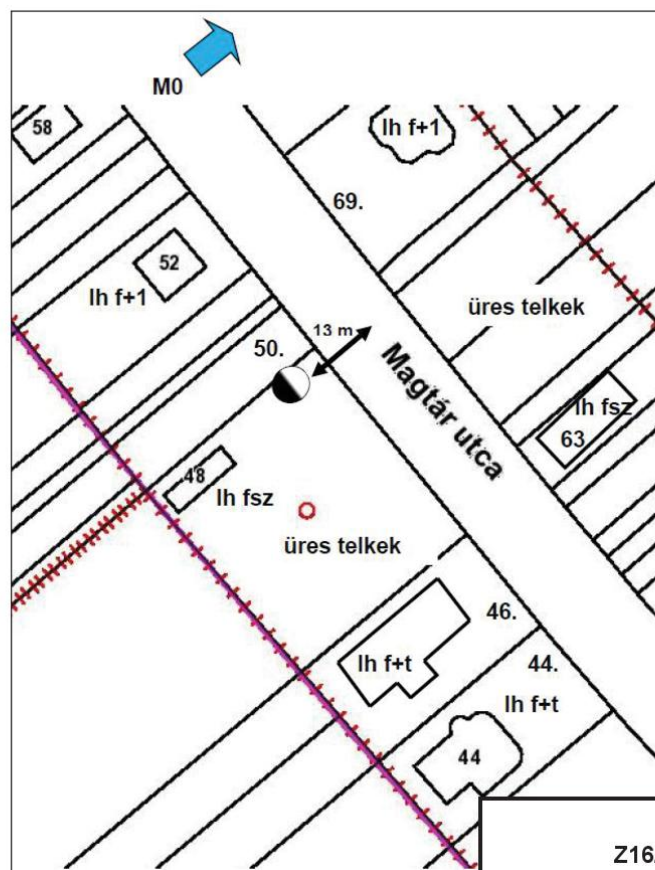 M0
58
lh f+1
69.
52
lh f+1
üres telkek
13 m
50.
Magtár utca
lh fsz
63
48
lh fsz
üres telkek
46.
lh f+t
44.
lh f+t
44
Z16